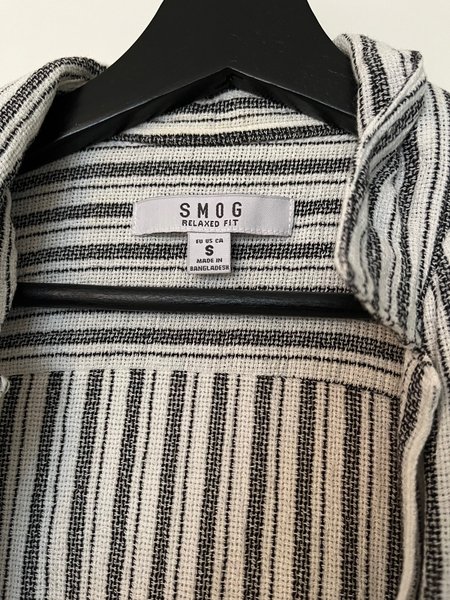 SMOG
RELAXED FIT
EU US CA
S
MADE IN
BANGLADESH